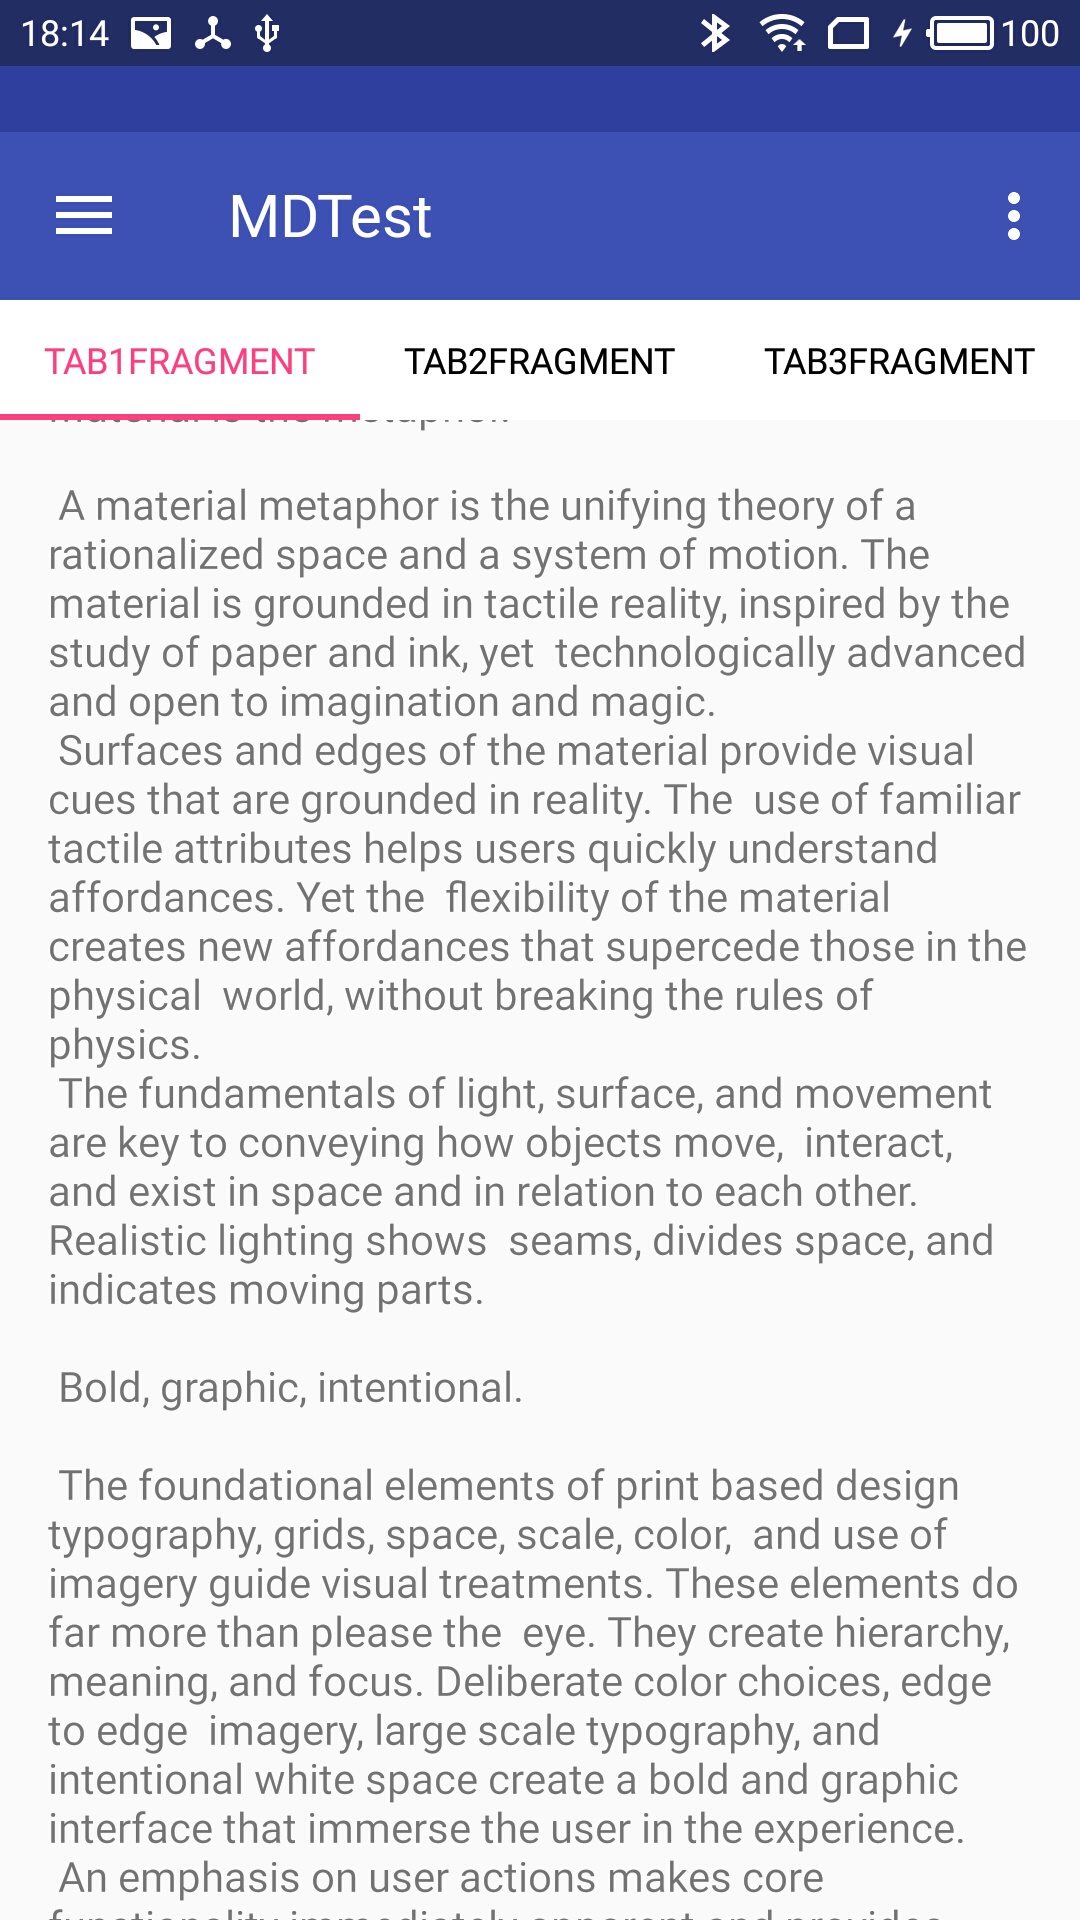 18:14
100
MDTest
TAB1FRAGMENT
TAB2FRAGMENT
TAB3FRAGMENT
A material metaphor is the unifying theory of a
rationalized space and a system of motion. The
material is grounded in tactile reality, inspired by the
study of paper and ink, yet  technologically advanced
and open to imagination and magic.
Surfaces and edges of the material provide visual
cues that are grounded in reality. The  use of familiar
tactile attributes helps users quickly understand
affordances. Yet the  flexibility of the material
creates new affordances that supercede those in the
physical  world, without breaking the rules of
physics.
The fundamentals of light, surface, and movement
are key to conveying how objects move,  interact,
and exist in space and in relation to each other.
Realistic lighting shows  seams, divides space, and
indicates moving parts.
Bold, graphic, intentional.
The foundational elements of print based design
typography, grids, space, scale, color,  and use of
imagery guide visual treatments. These elements do
far more than please the  eye. They create hierarchy,
meaning, and focus. Deliberate color choices, edge
to edge  imagery, large scale typography, and
intentional white space create a bold and graphic
interface that immerse the user in the experience.
An emphasis on user actions makes core